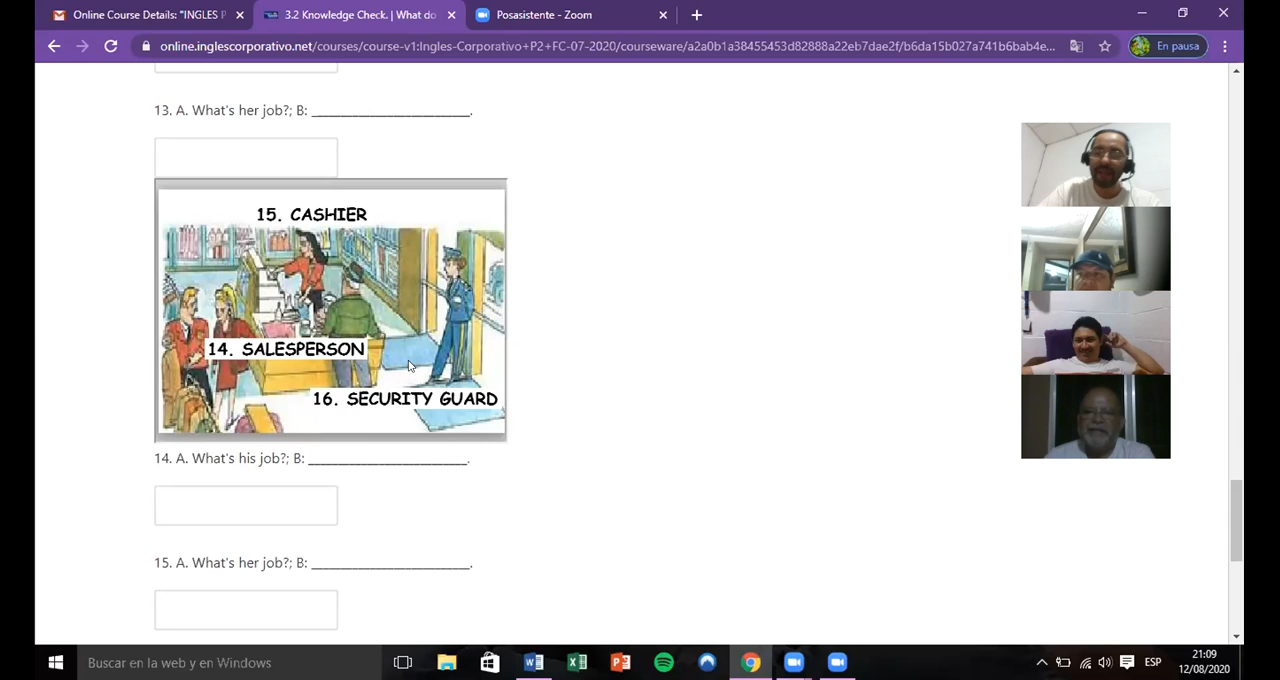 Online Course Details: "INGLES P
3.2 Knowledge Check. | What do
Posasistente - Zoom
online.inglescorporativo.net/courses/course-v1:Ingles-Corporativo+P2+FC-07-2020/courseware/a2a0b1a38455453d82888a22eb7dae2f/b6da15b027a741b6bab4e...
En pausa
13. A. What's her job?; B: ________________________.
15. CASHIER
14. SALESPERSON
16. SECURITY GUARD
14. A. What's his job?; B: ________________________.
15. A. What's her job?; B: ________________________.
Buscar en la web y en Windows
ESP
21:09
12/08/2020